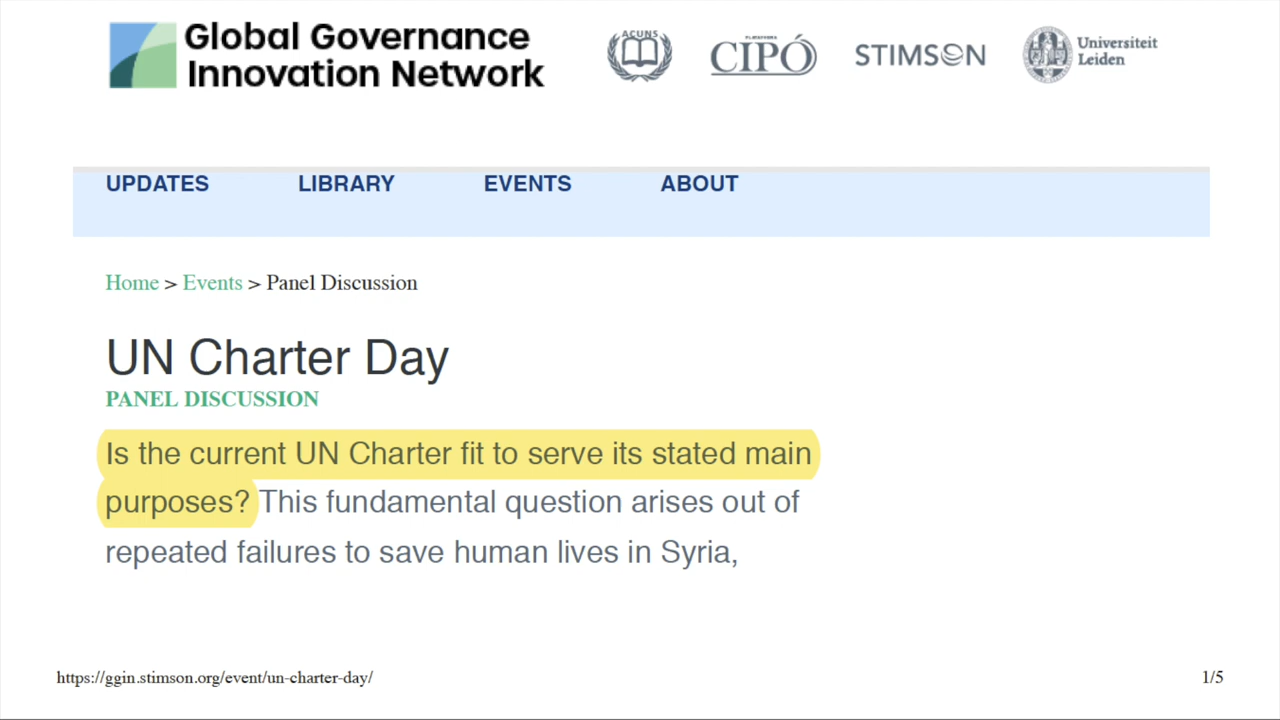 Global Governance
Innovation Network
ACUNS
PLATAFORMA
CIPÓ
STIMSON
Universiteit
Leiden
UPDATES LIBRARY EVENTS ABOUT
Home > Events > Panel Discussion
UN Charter Day
PANEL DISCUSSION
Is the current UN Charter fit to serve its stated main
purposes? This fundamental question arises out of
repeated failures to save human lives in Syria,
https://ggin.stimson.org/event/un-charter-day/ 1/5